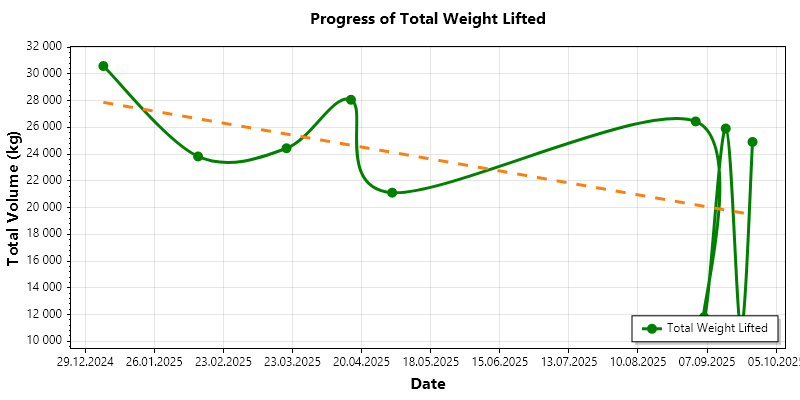 Progress of Total Weight Lifted
Total Volume (kg)
32 000
30 000
28 000
26 000
24 000
22 000
20 000
18 000
16 000
14 000
12 000
10 000
Total Weight Lifted
29.12.2024 26.01.2025 23.02.2025 23.03.2025 20.04.2025 18.05.2025 15.06.2025 13.07.2025 10.08.2025 07.09.2025 05.10.2025
Date